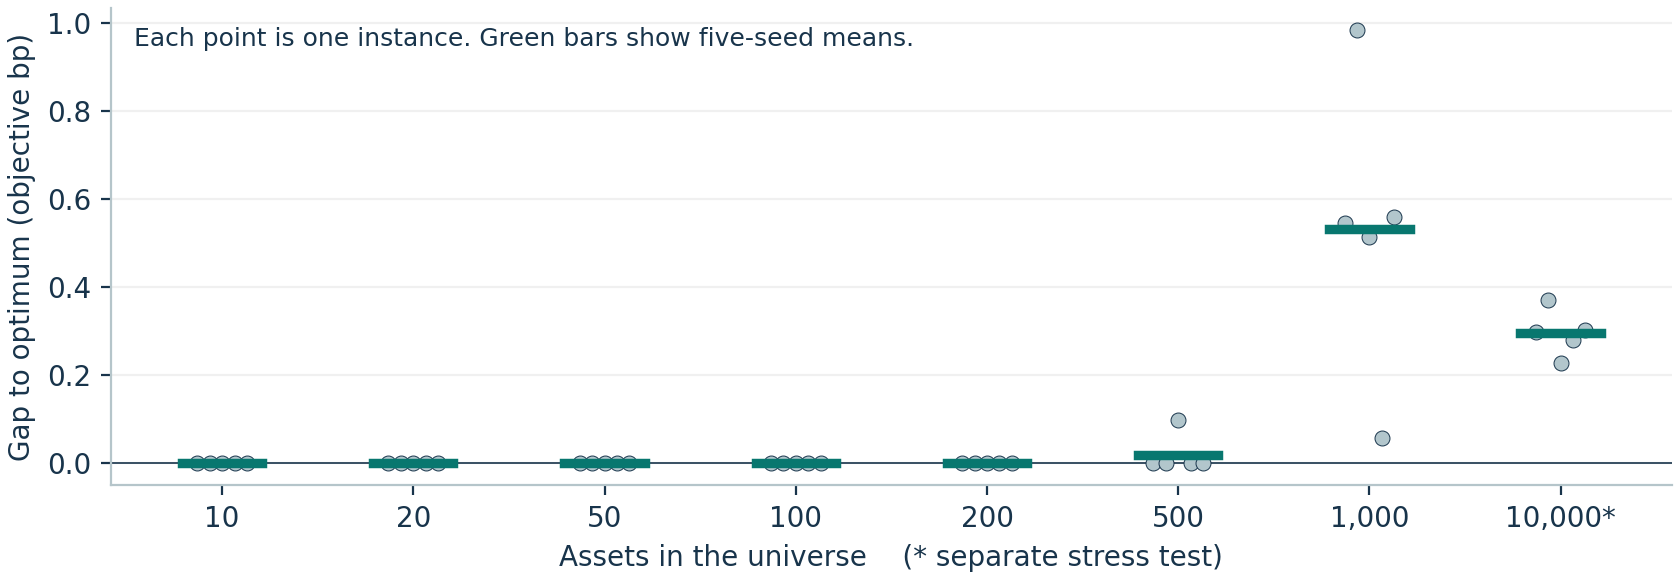 Gap to optimum (objective bp)
1.0
0.8
0.6
0.4
0.2
0.0
Each point is one instance. Green bars show five-seed means.
10 20 50 100 200 500 1,000 10,000*
Assets in the universe (* separate stress test)